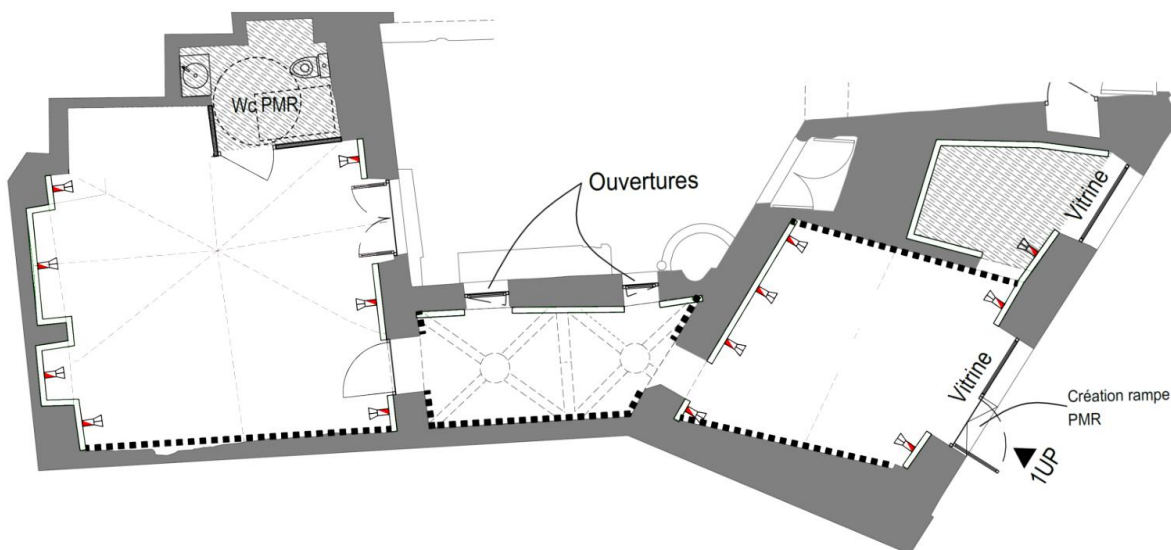 Wc PMR
Ouvertures
Vitrine
Vitrine
Création rampe
PMR
1UP